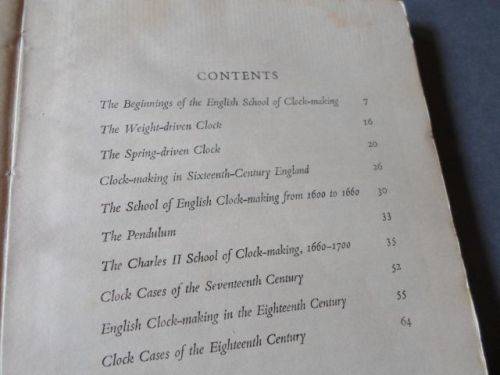 CONTENTS
The Beginnings of the English School of Clock-making 7
The Weight-driven Clock 16
The Spring-driven Clock 20
Clock-making in Sixteenth-Century England 26
The School of English Clock-making from 1600 to 1660 30
The Pendulum 33
The Charles II School of Clock-making, 1660-1700 35
Clock Cases of the Seventeenth Century 52
English Clock-making in the Eighteenth Century 55
Clock Cases of the Eighteenth Century 64